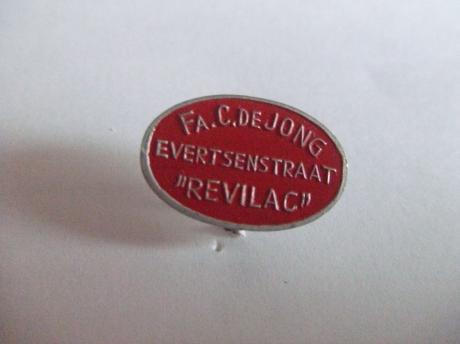 FA.C.DE JONG
EVERTSENSTRAAT
"REVILAC"